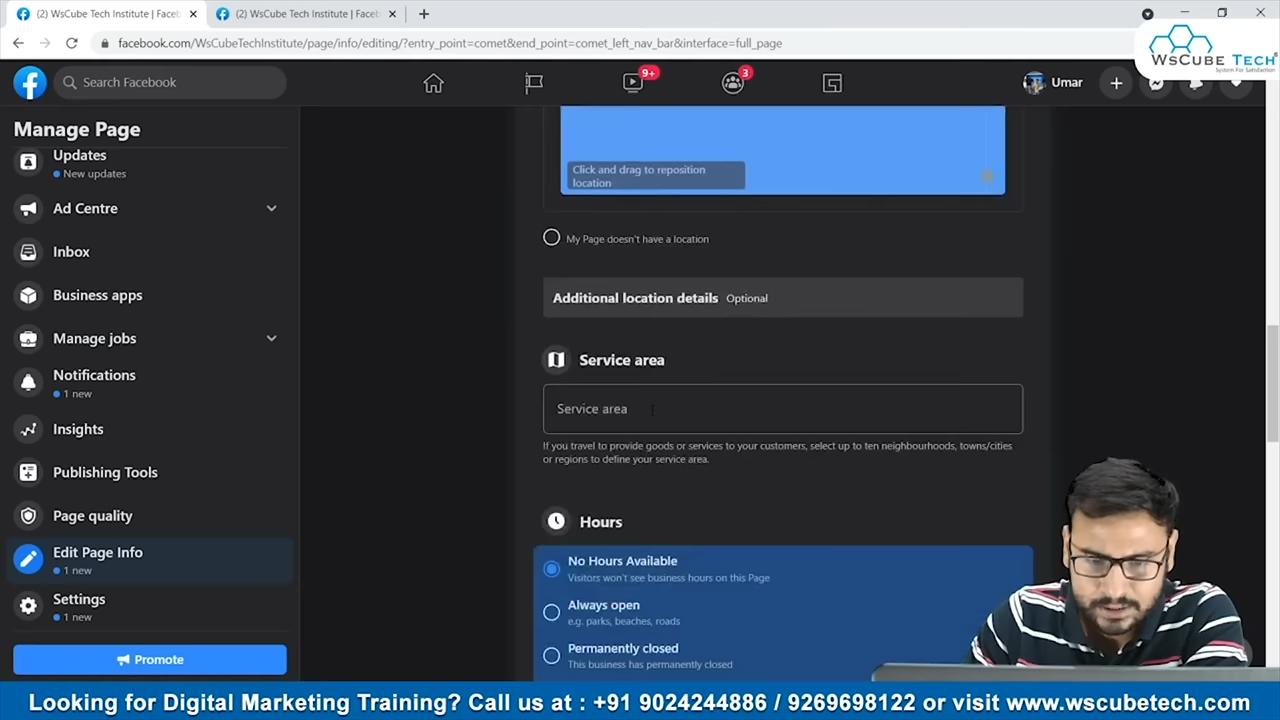 (2) WsCube Tech Institute | Faceb
(2) WsCube Tech Institute | Faceb
facebook.com/WsCubeTechInstitute/page/info/editing/?entry_point=comet&end_point=comet_left_nav_bar&interface=full_page
WsCube Tech
System For Satisfaction
Search Facebook
9+
3
Umar
Manage Page
Updates
New updates
Ad Centre
Inbox
Business apps
Manage jobs
Notifications
1 new
Insights
Publishing Tools
Page quality
Edit Page Info
1 new
Settings
1 new
Promote
Click and drag to reposition
location
My Page doesn't have a location
Additional location details Optional
Service area
Service area
If you travel to provide goods or services to your customers, select up to ten neighbourhoods, towns/cities
or regions to define your service area.
Hours
No Hours Available
Visitors won't see business hours on this Page
Always open
e.g. parks, beaches, roads
Permanently closed
This business has permanently closed
Looking for Digital Marketing Training? Call us at : +91 9024244886 / 9269698122 or visit www.wscubetech.com